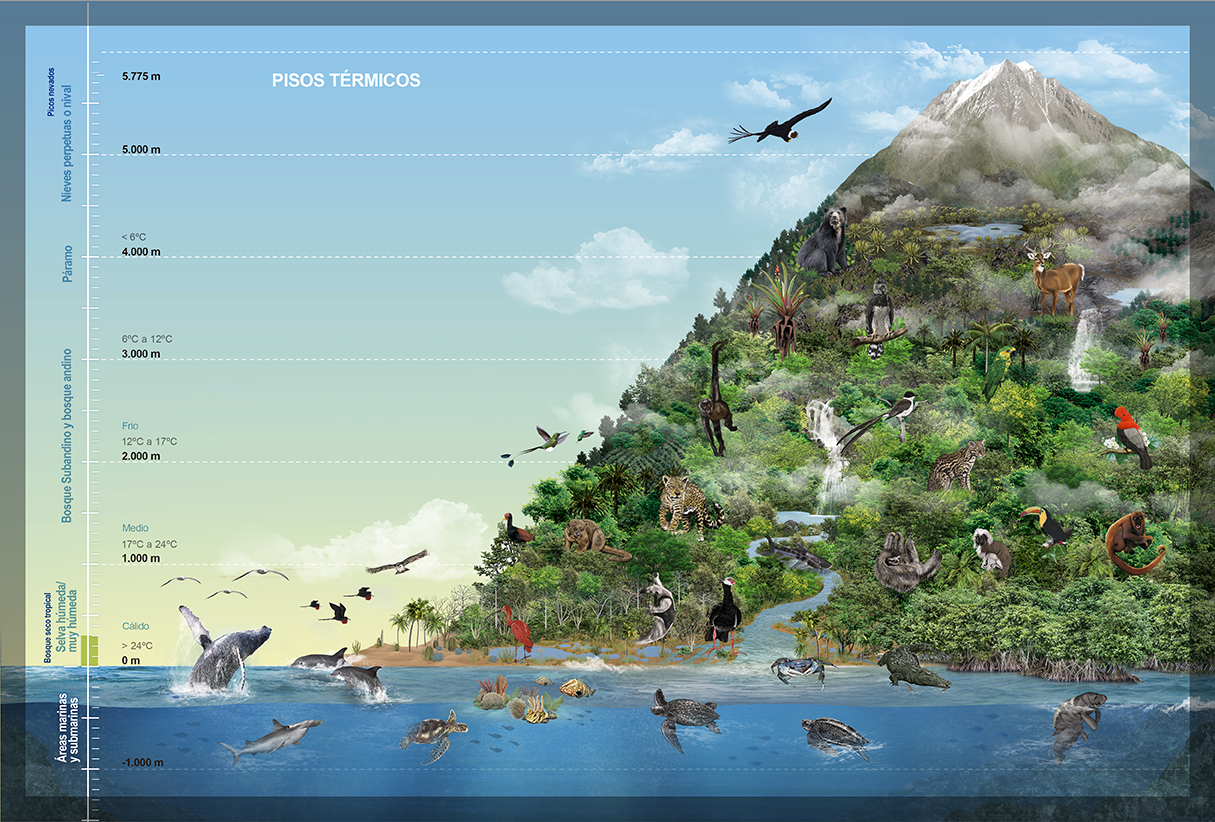 PISOS TÉRMICOS
5.775 m
5.000 m
< 6ºC
4.000 m
6ºC a 12ºC
3.000 m
Frio
12ºC a 17ºC
2.000 m
Medio
17ºC a 24ºC
1.000 m
Cálido
> 24ºC
0 m
-1.000 m
Picos nevados
Nieves perpetuas o nival
Páramo
Bosque Subandino y bosque andino
Bosque seco tropical
Selva húmeda/
muy húmeda
Áreas marinas
y submarinas